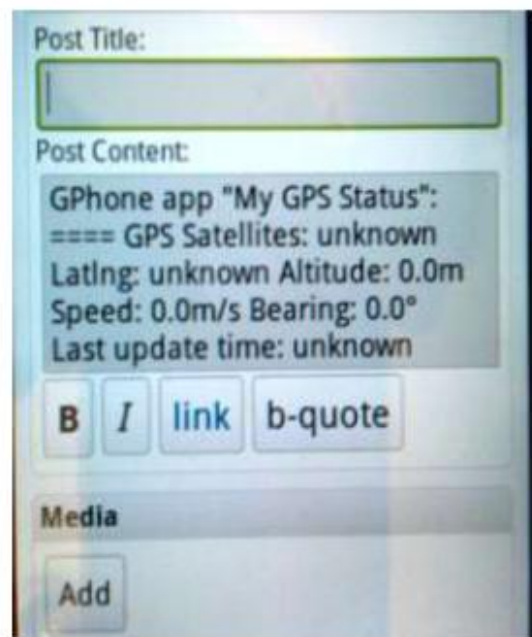 Post Title:
Post Content:
GPhone app "My GPS Status":
==== GPS Satellites: unknown
Latlng: unknown Altitude: 0.0m
Speed: 0.0m/s Bearing: 0.0°
Last update time: unknown
B I link b-quote
Media
Add